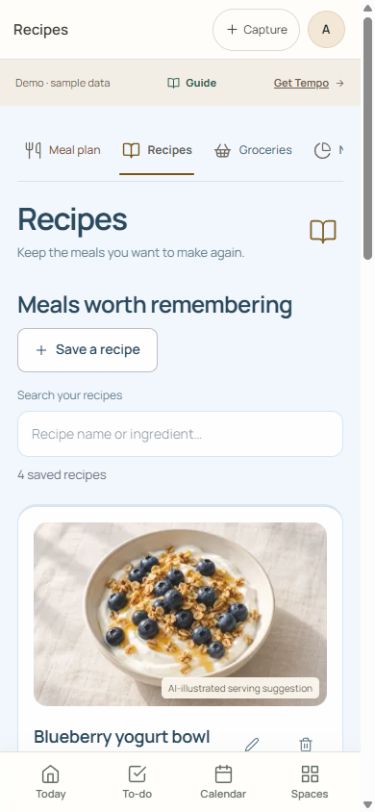 Recipes
+ Capture
A
Demo · sample data
Guide
Get Tempo →
Meal plan
Recipes
Groceries
Recipes
Keep the meals you want to make again.
Meals worth remembering
+ Save a recipe
Search your recipes
Recipe name or ingredient...
4 saved recipes
AI-illustrated serving suggestion
Blueberry yogurt bowl
Today
To-do
Calendar
Spaces